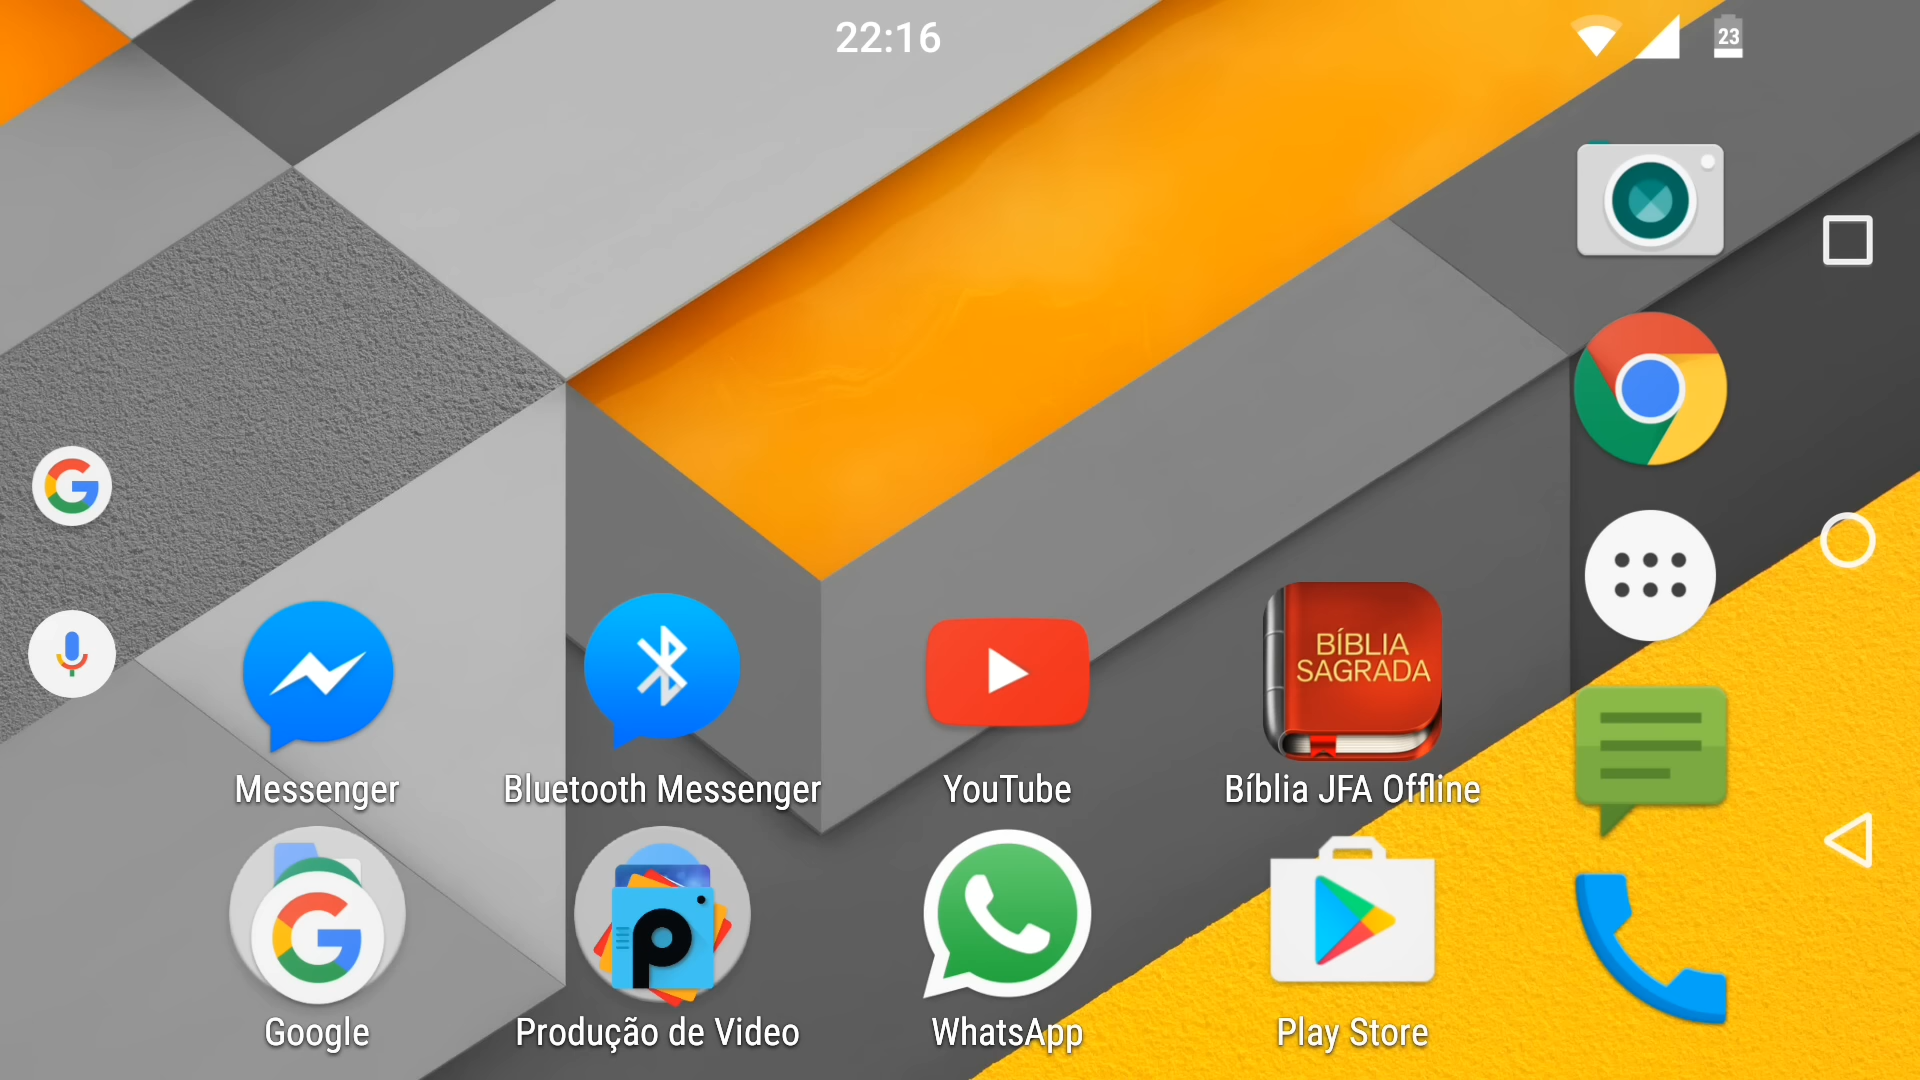 22:16
23
BÍBLIA
SAGRADA
Messenger
Bluetooth Messenger
YouTube
Bíblia JFA Offline
Google
Produção de Video
WhatsApp
Play Store